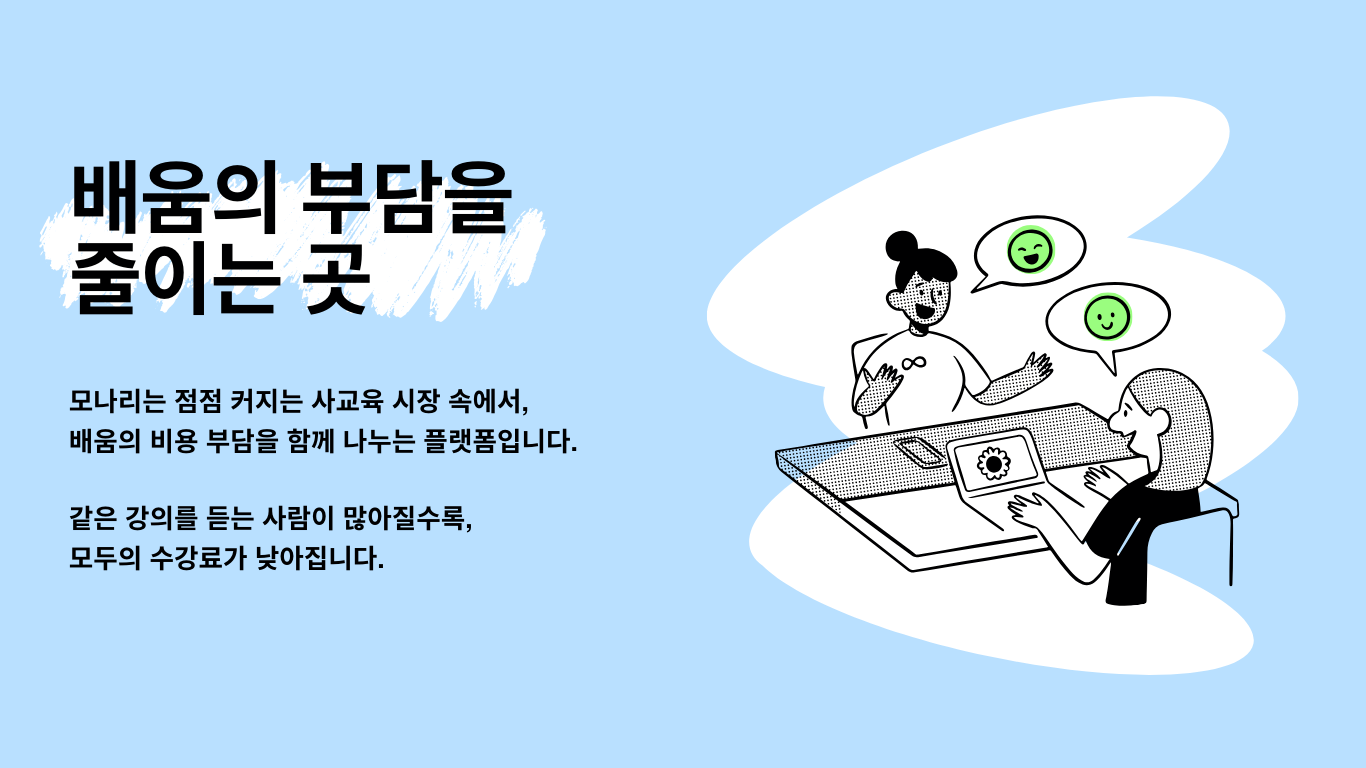 배움의 부담을
줄이는 곳
모나리는 점점 커지는 사교육 시장 속에서,
배움의 비용 부담을 함께 나누는 플랫폼입니다.
같은 강의를 듣는 사람이 많아질수록,
모두의 수강료가 낮아집니다.